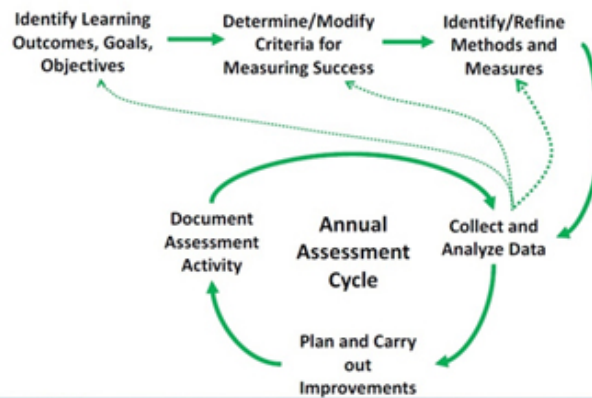 Identify Learning
Outcomes, Goals,
Objectives
Determine/Modify
Criteria for
Measuring Success
Identify/Refine
Methods and
Measures
Document
Assessment
Activity
Annual
Assessment
Cycle
Collect and
Analyze Data
Plan and Carry
out
Improvements